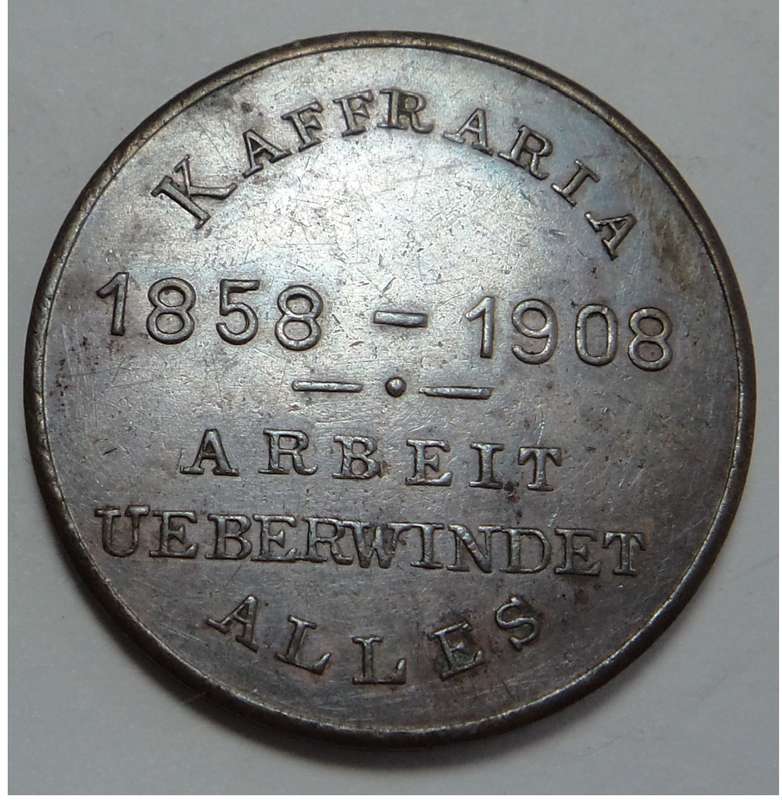 KAFFRARIA
1858 - 1908
ARBEIT
UEBERWINDET
ALLES